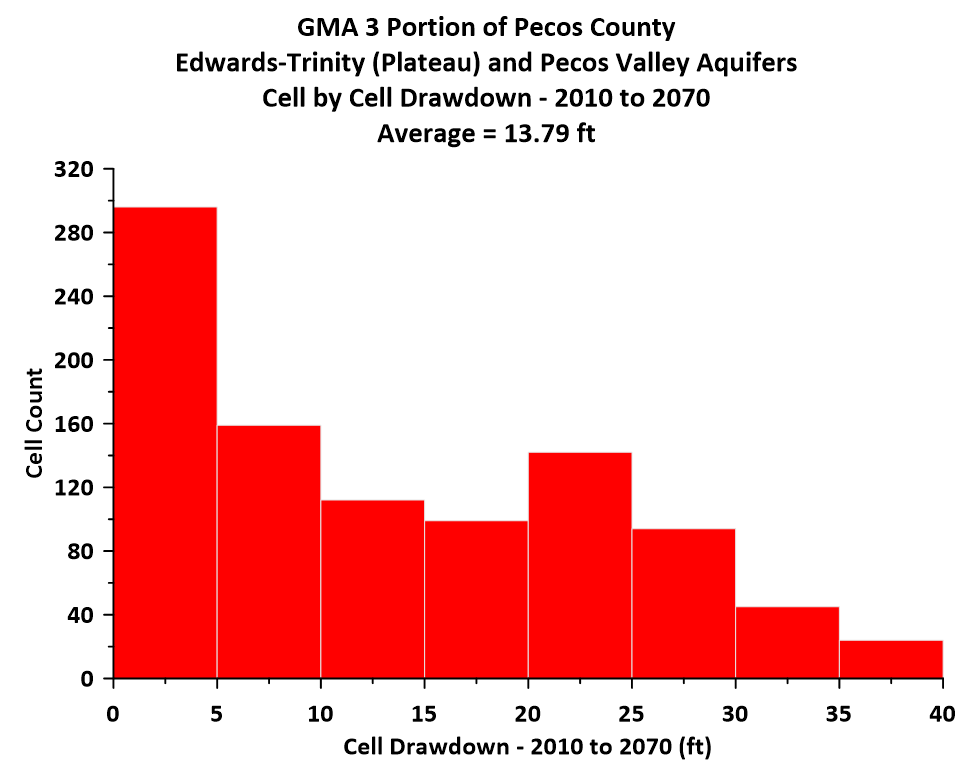 GMA 3 Portion of Pecos County
Edwards-Trinity (Plateau) and Pecos Valley Aquifers
Cell by Cell Drawdown - 2010 to 2070
Average = 13.79 ft
320
280
240
200
160
120
80
40
0
Cell Count
0 5 10 15 20 25 30 35 40
Cell Drawdown - 2010 to 2070 (ft)